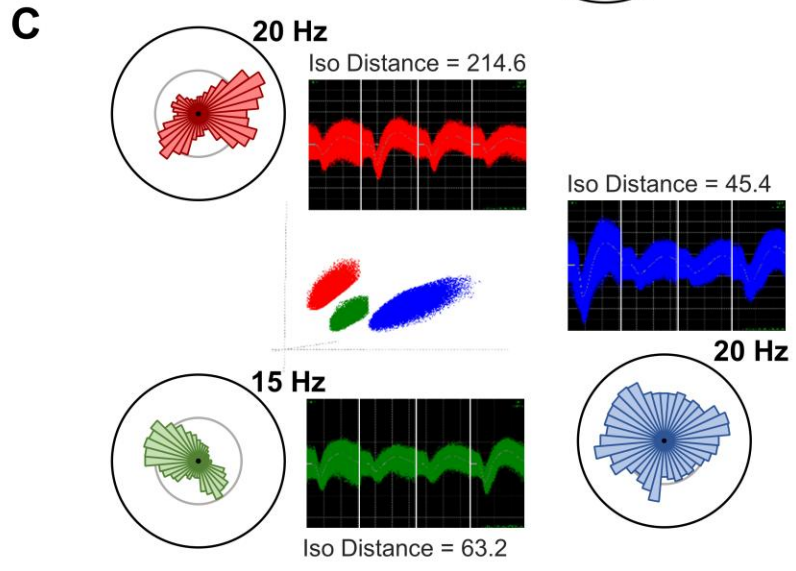 C
20 Hz
Iso Distance = 214.6
Iso Distance = 45.4
20 Hz
15 Hz
Iso Distance = 63.2